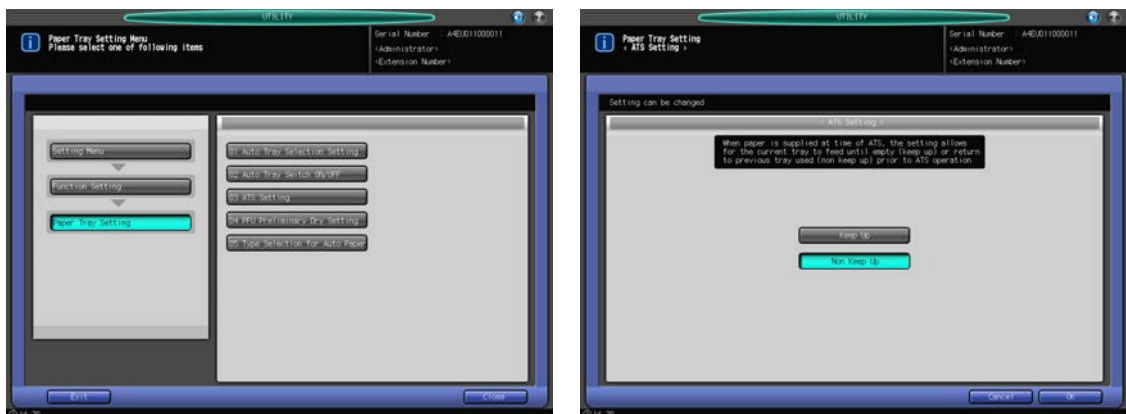 UTILITY
Paper Tray Setting Menu
Please select one of following items
Serial Number : A4EU011000011
<Administrator>
<Extension Number>
Setting Menu
Function Setting
Paper Tray Setting
01 Auto Tray Selection Setting
02 Auto Tray Switch ON/OFF
03 ATS Setting
04 PFU Preliminary Dry Setting
05 Type Selection for Auto Paper
Exit
Close
UTILITY
Paper Tray Setting
< ATS Setting >
Serial Number : A4EU011000011
<Administrator>
<Extension Number>
Setting can be changed
< ATS Setting >
When paper is supplied at time of ATS, the setting allows
for the current tray to feed until empty (keep up) or return
to previous tray used (non keep up) prior to ATS operation
Keep Up
Non Keep Up
Cancel
OK